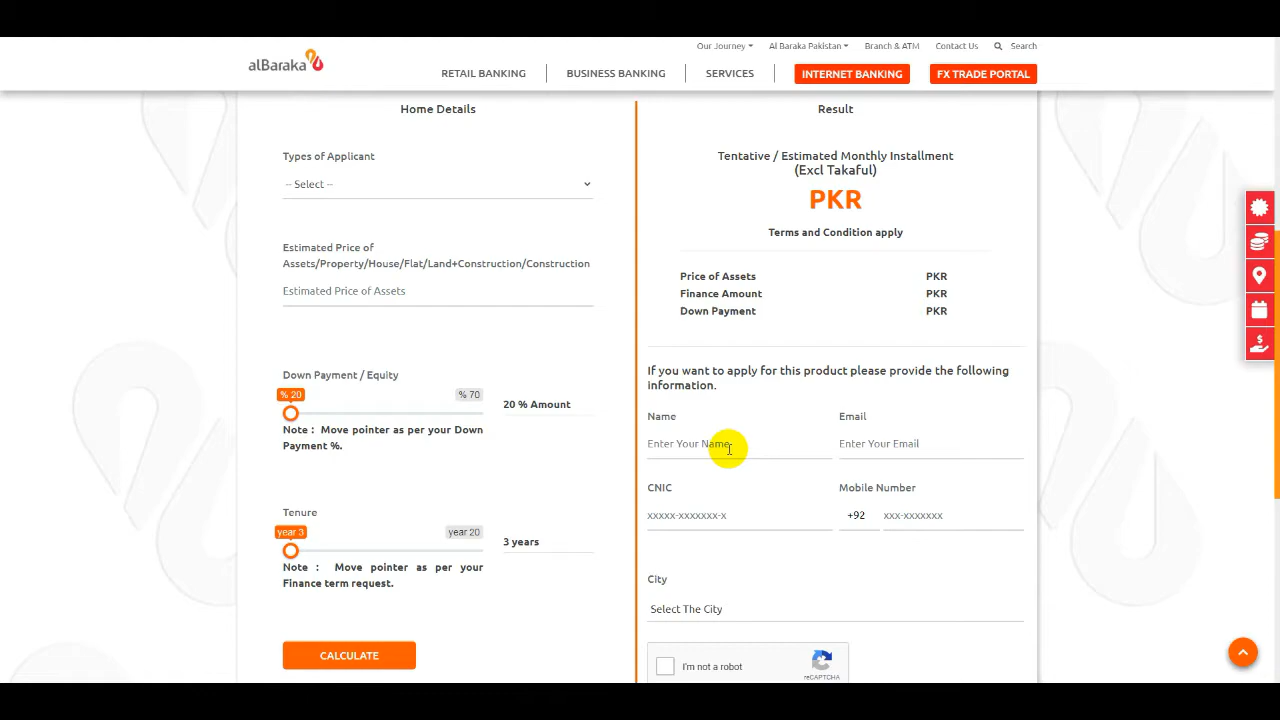 Our Journey
Al Baraka Pakistan
Branch & ATM
Contact Us
Search
alBaraka
RETAIL BANKING
BUSINESS BANKING
SERVICES
INTERNET BANKING
FX TRADE PORTAL
Home Details
Types of Applicant
-- Select --
Estimated Price of
Assets/Property/House/Flat/Land+Construction/Construction
Estimated Price of Assets
Down Payment / Equity
% 20
% 70
20 % Amount
Note : Move pointer as per your Down
Payment %.
Tenure
year 3
year 20
3 years
Note : Move pointer as per your
Finance term request.
CALCULATE
Result
Tentative / Estimated Monthly Installment
(Excl Takaful)
PKR
Terms and Condition apply
Price of Assets PKR
Finance Amount PKR
Down Payment PKR
If you want to apply for this product please provide the following
information.
Name
Enter Your Name
Email
Enter Your Email
CNIC
xxxxx-xxxxxxx-x
Mobile Number
+92 xxx-xxxxxxx
City
Select The City
I'm not a robot
reCAPTCHA